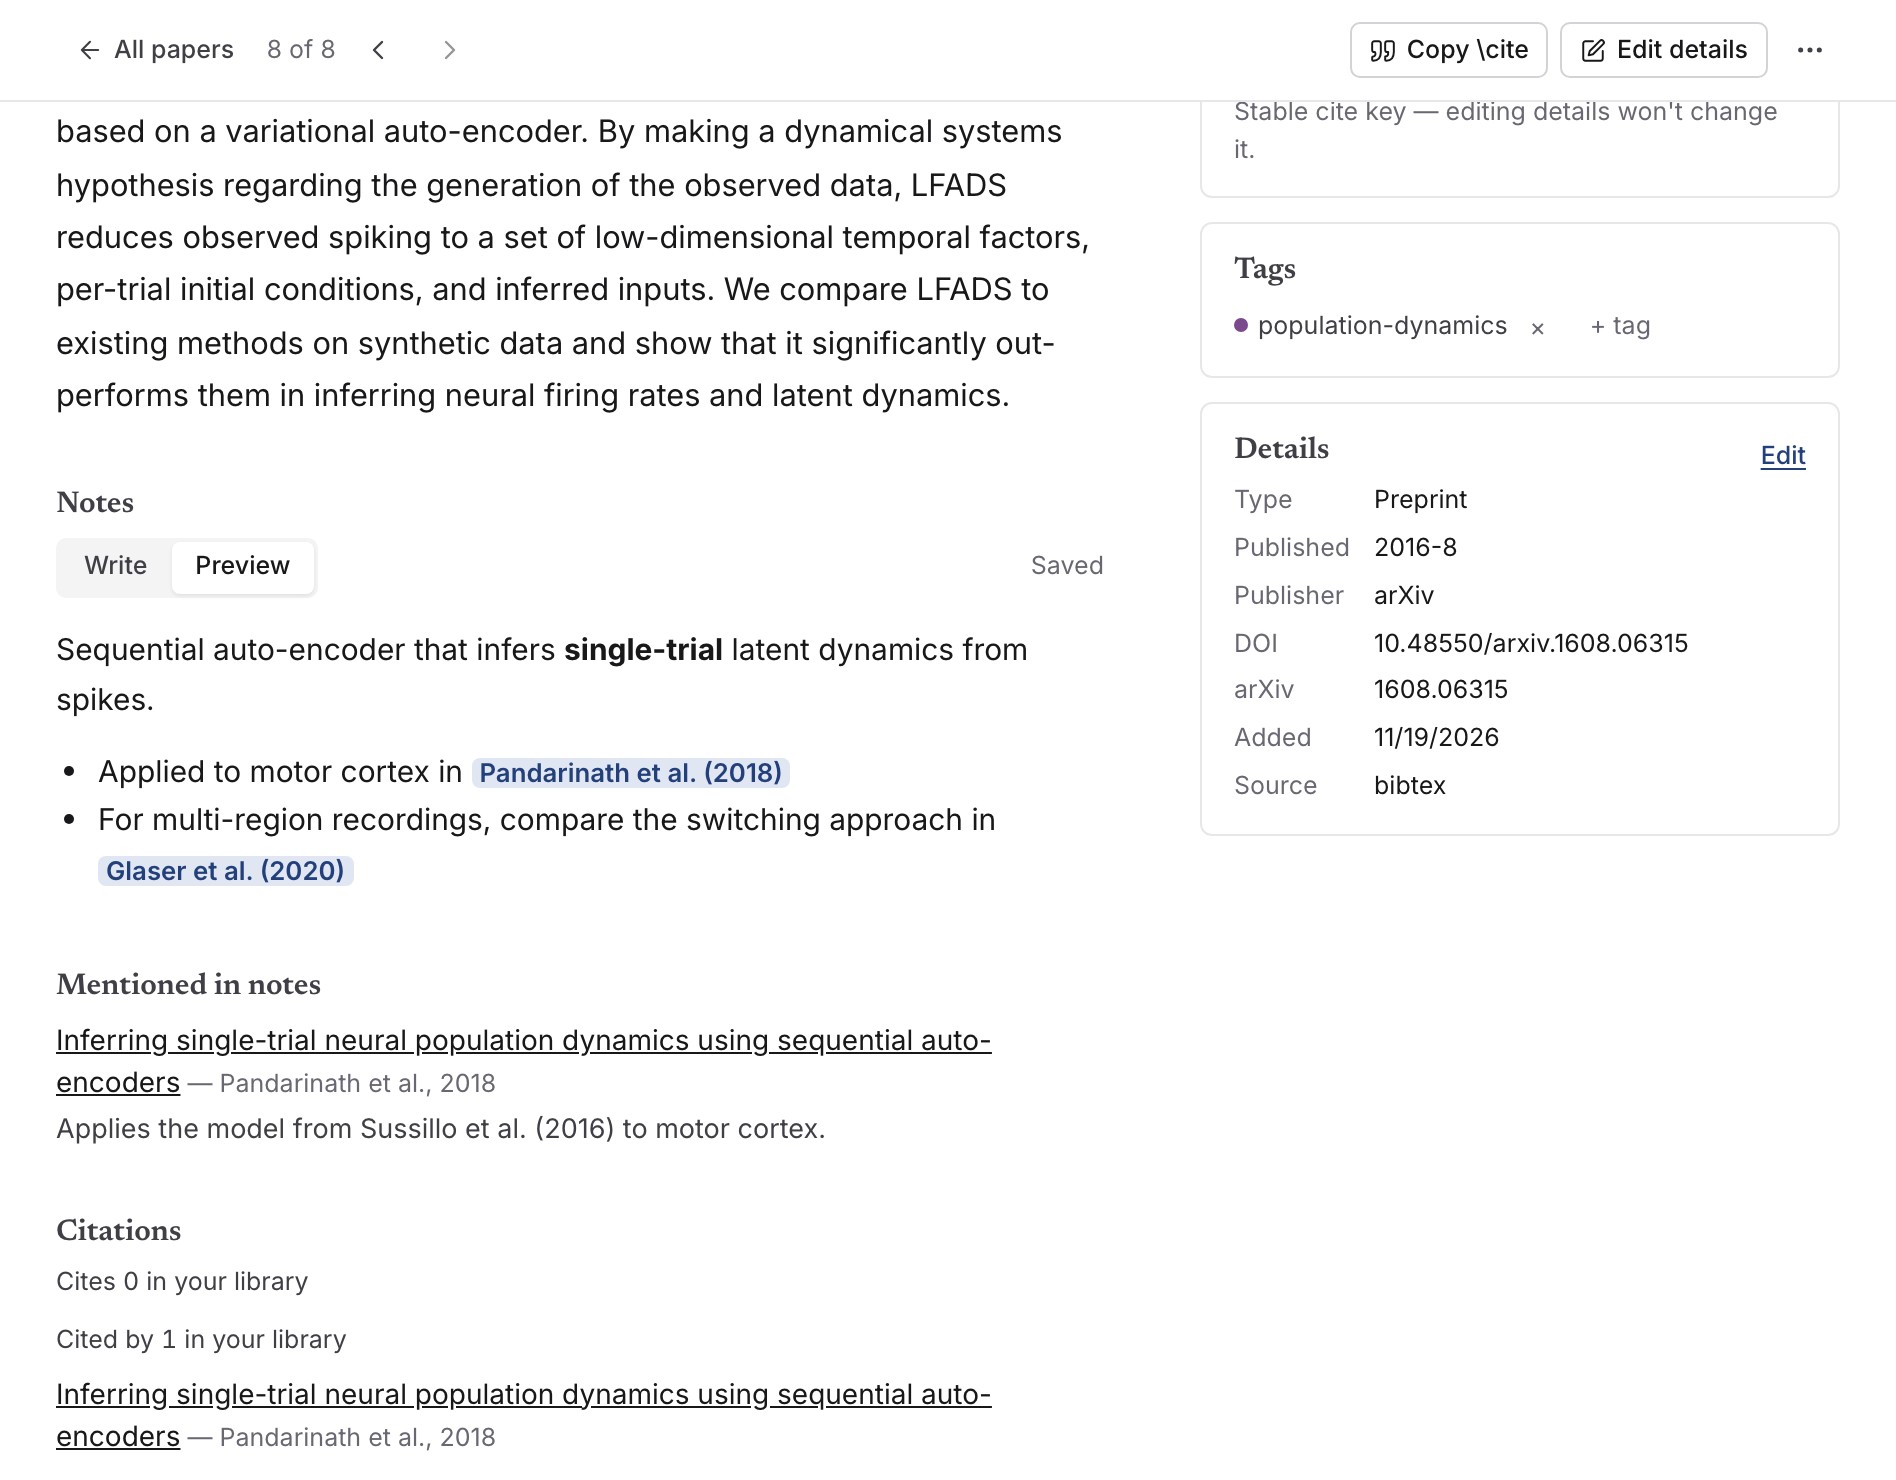 All papers 8 of 8
Copy \cite Edit details
based on a variational auto-encoder. By making a dynamical systems
hypothesis regarding the generation of the observed data, LFADS
reduces observed spiking to a set of low-dimensional temporal factors,
per-trial initial conditions, and inferred inputs. We compare LFADS to
existing methods on synthetic data and show that it significantly out-
performs them in inferring neural firing rates and latent dynamics.
Notes
Write Preview Saved
Sequential auto-encoder that infers single-trial latent dynamics from
spikes.
• Applied to motor cortex in Pandarinath et al. (2018)
• For multi-region recordings, compare the switching approach in
Glaser et al. (2020)
Mentioned in notes
Inferring single-trial neural population dynamics using sequential auto-
encoders — Pandarinath et al., 2018
Applies the model from Sussillo et al. (2016) to motor cortex.
Citations
Cites 0 in your library
Cited by 1 in your library
Inferring single-trial neural population dynamics using sequential auto-
encoders — Pandarinath et al., 2018
Stable cite key — editing details won't change
it.
Tags
population-dynamics × + tag
Details Edit
Type Preprint
Published 2016-8
Publisher arXiv
DOI 10.48550/arxiv.1608.06315
arXiv 1608.06315
Added 11/19/2026
Source bibtex